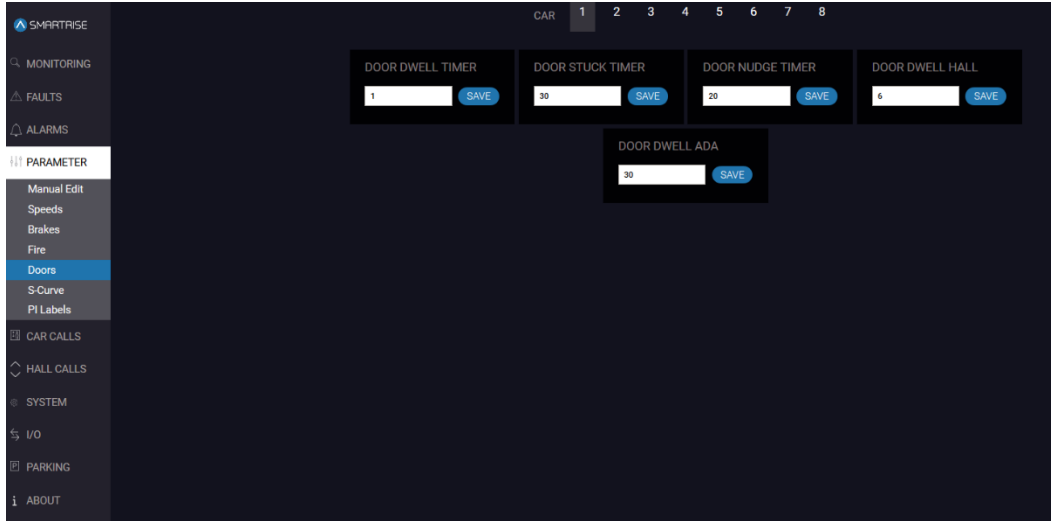 SMARTRISE
CAR 1 2 3 4 5 6 7 8
MONITORING
FAULTS
ALARMS
PARAMETER
Manual Edit
Speeds
Brakes
Fire
Doors
S-Curve
PI Labels
CAR CALLS
HALL CALLS
SYSTEM
I/O
PARKING
ABOUT
DOOR DWELL TIMER
1 SAVE
DOOR STUCK TIMER
30 SAVE
DOOR NUDGE TIMER
20 SAVE
DOOR DWELL HALL
6 SAVE
DOOR DWELL ADA
30 SAVE